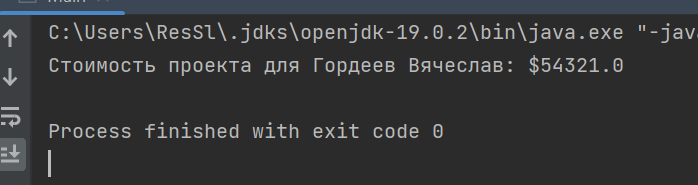 C:\Users\ResSl\.jdks\openjdk-19.0.2\bin\java.exe "-jav
Стоимость проекта для Гордеев Вячеслав: $54321.0
Process finished with exit code 0